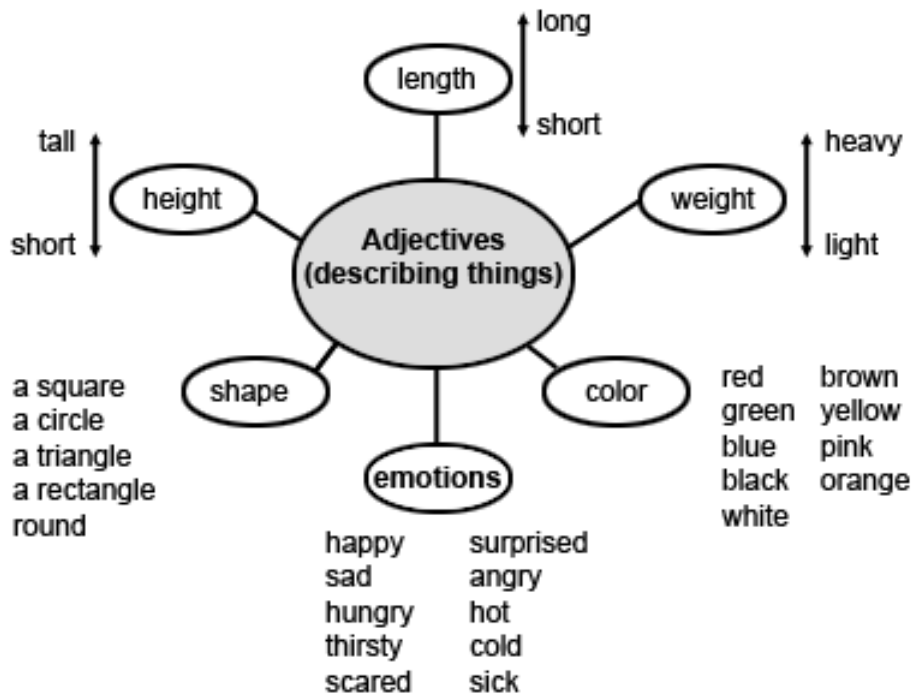 long
length
short
tall
height
short
heavy
weight
light
Adjectives
(describing things)
shape
a square
a circle
a triangle
a rectangle
round
emotions
happy surprised
sad angry
hungry hot
thirsty cold
scared sick
color
red brown
green yellow
blue pink
black orange
white